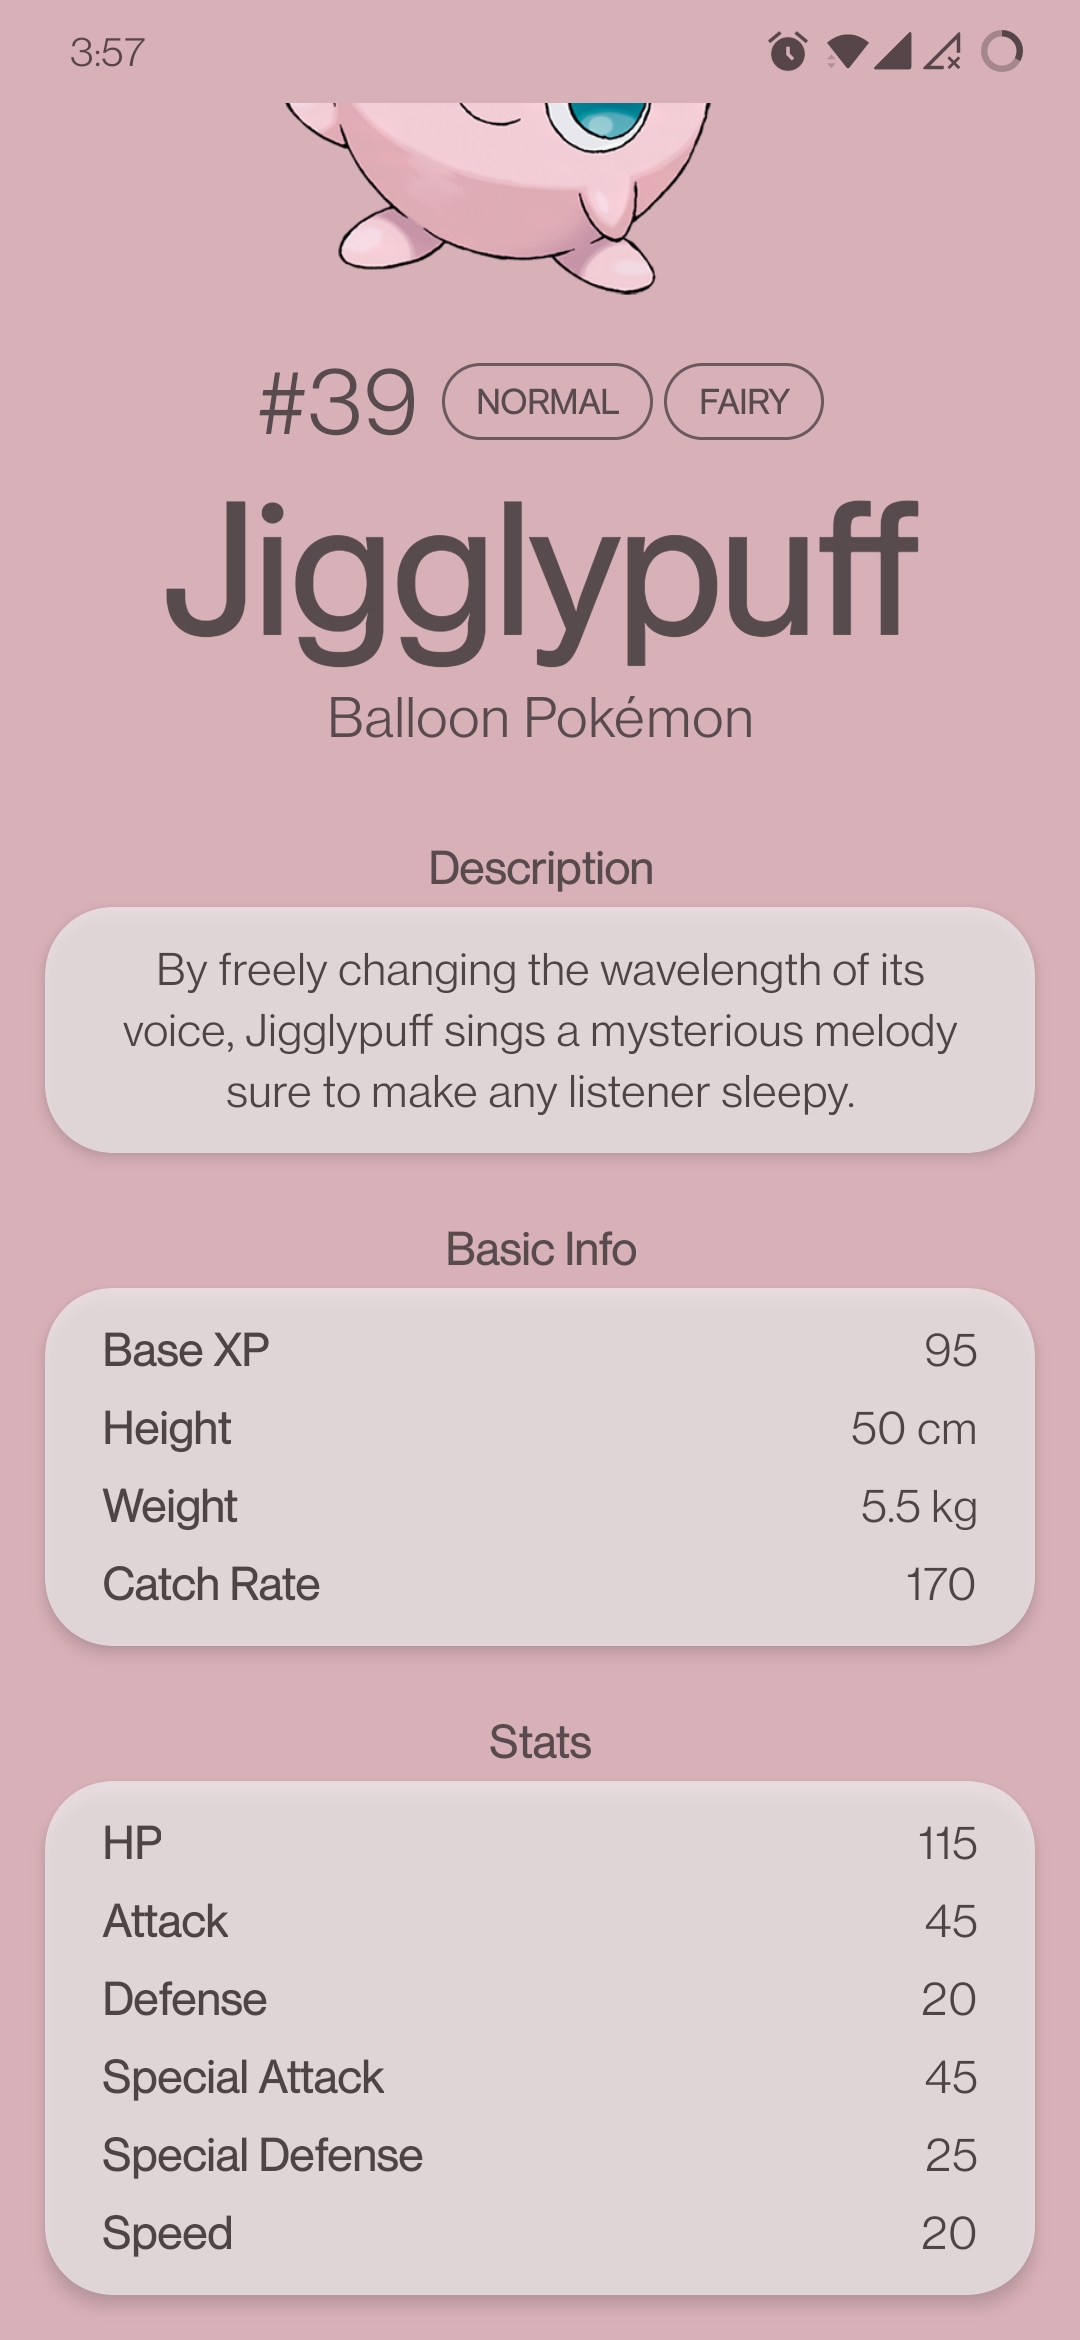 3:57
#39 NORMAL FAIRY
Jigglypuff
Balloon Pokémon
Description
By freely changing the wavelength of its
voice, Jigglypuff sings a mysterious melody
sure to make any listener sleepy.
Basic Info
Base XP 95
Height 50 cm
Weight 5.5 kg
Catch Rate 170
Stats
HP 115
Attack 45
Defense 20
Special Attack 45
Special Defense 25
Speed 20